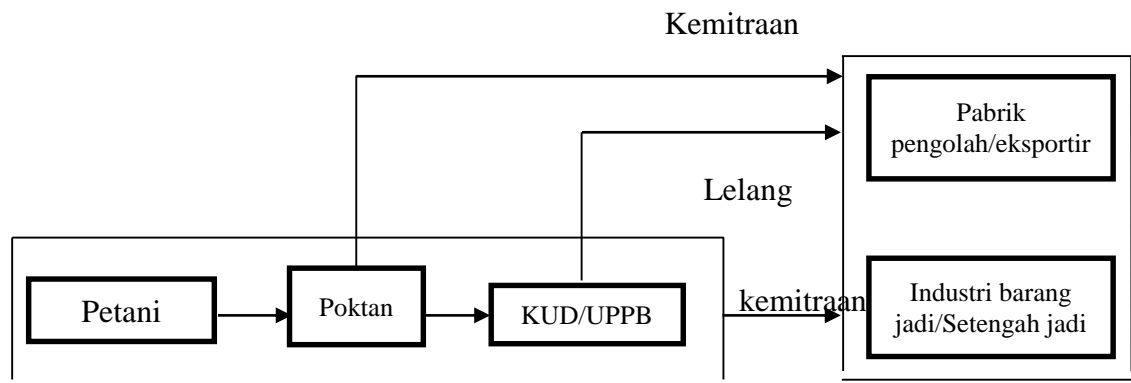 Kemitraan
Pabrik
pengolah/eksportir
Lelang
Petani
Poktan
KUD/UPPB
kemitraan
Industri barang
jadi/Setengah jadi